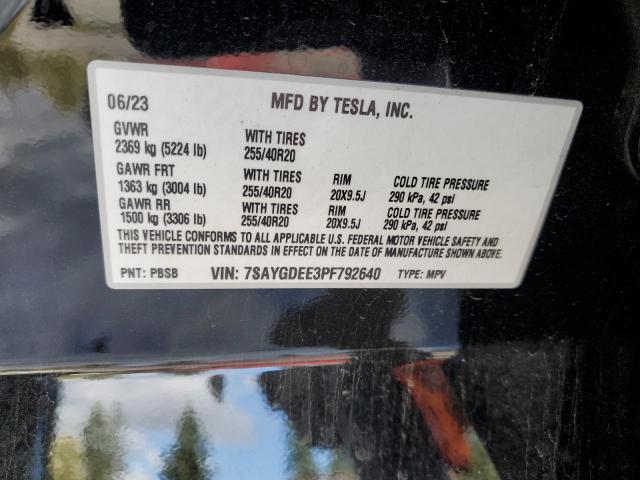 06/23 MFD BY TESLA, INC.
GVWR
2369 kg (5224 lb) WITH TIRES 255/40R20
GAWR FRT
1363 kg (3004 lb) WITH TIRES 255/40R20 RIM 20X9.5J COLD TIRE PRESSURE 290 kPa, 42 psi
GAWR RR
1500 kg (3306 lb) WITH TIRES 255/40R20 RIM 20X9.5J COLD TIRE PRESSURE 290 kPa, 42 psi
THIS VEHICLE CONFORMS TO ALL APPLICABLE U.S. FEDERAL MOTOR VEHICLE SAFETY AND
THEFT PREVENTION STANDARDS IN EFFECT ON THE DATE OF MANUFACTURE SHOWN ABOVE.
PNT: PBSB VIN: 7SAYGDEE3PF792640 TYPE: MPV